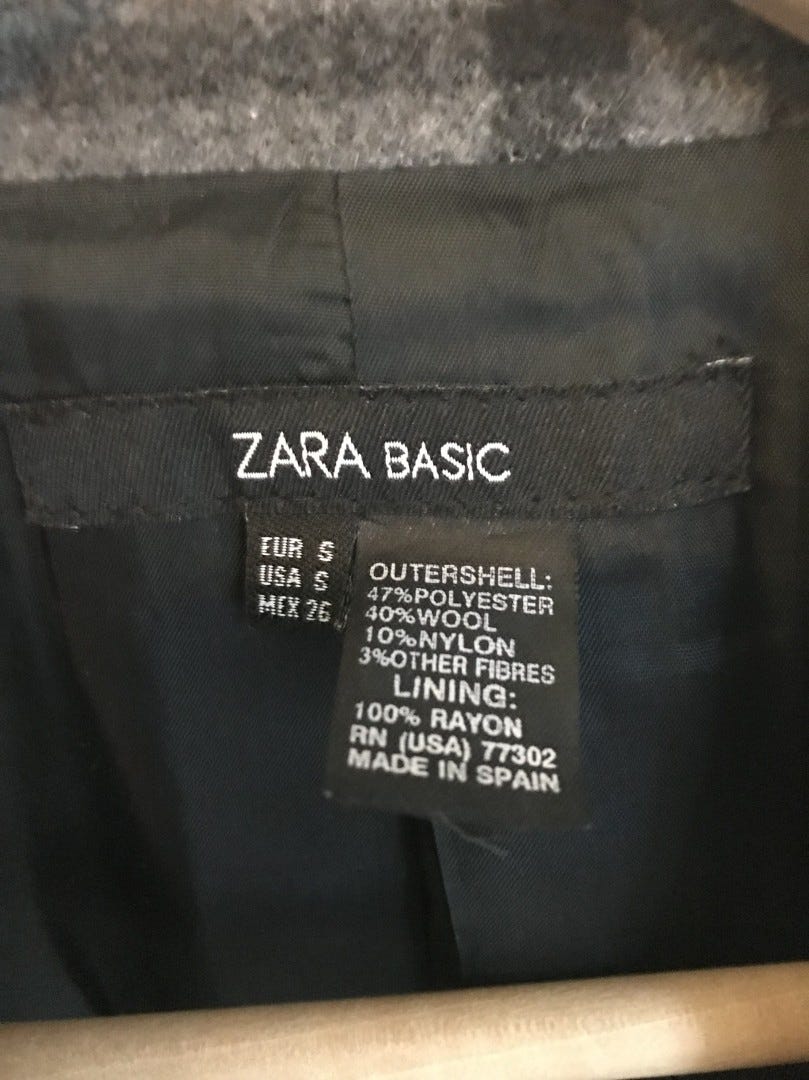 ZARA BASIC
EUR S
USA S
MEX 26
OUTERSHELL:
47%POLYESTER
40%WOOL
10%NYLON
3%OTHER FIBRES
LINING:
100% RAYON
RN (USA) 77302
MADE IN SPAIN